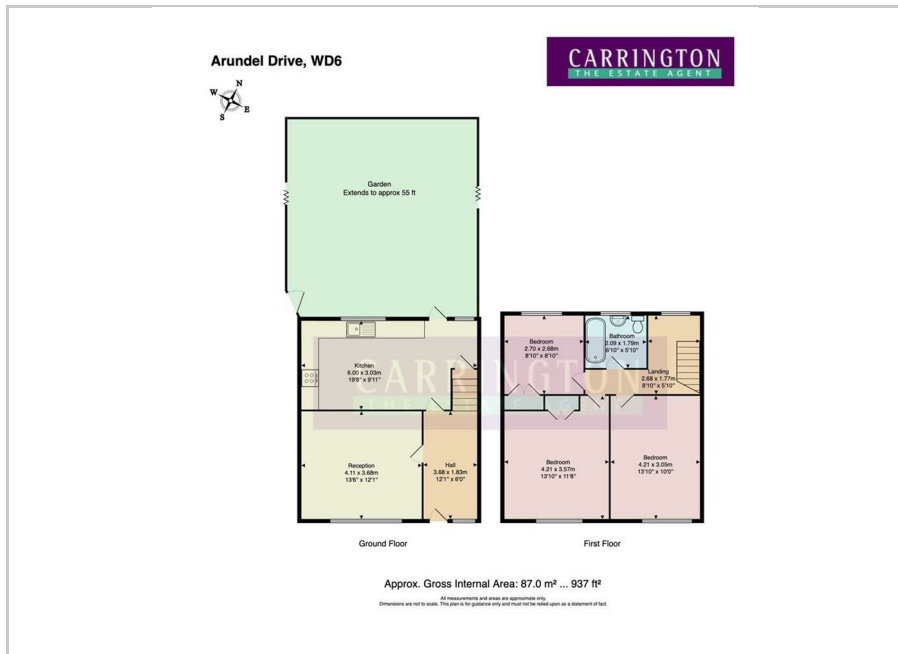 Arundel Drive, WD6
CARRINGTON
THE ESTATE AGENT
N
W
E
S
Garden
Extends to approx 55 ft
Kitchen
6.00 x 3.03m
19'8" x 9'11"
Reception
4.11 x 3.68m
13'6" x 12'1"
Hall
3.68 x 1.83m
12'1" x 6'0"
Ground Floor
Bedroom
2.70 x 2.68m
8'10" x 8'10"
Bathroom
2.09 x 1.79m
6'10" x 5'10"
Landing
2.68 x 1.77m
8'10" x 5'10"
Bedroom
4.21 x 3.57m
13'10" x 11'8"
Bedroom
4.21 x 3.05m
13'10" x 10'0"
First Floor
CARRINGTON
THE ESTATE AGENT
Approx. Gross Internal Area: 87.0 m² ... 937 ft²
All measurements and areas are approximate only.
Dimensions are not to scale. This plan is for guidance only and must not be relied upon as a statement of fact.